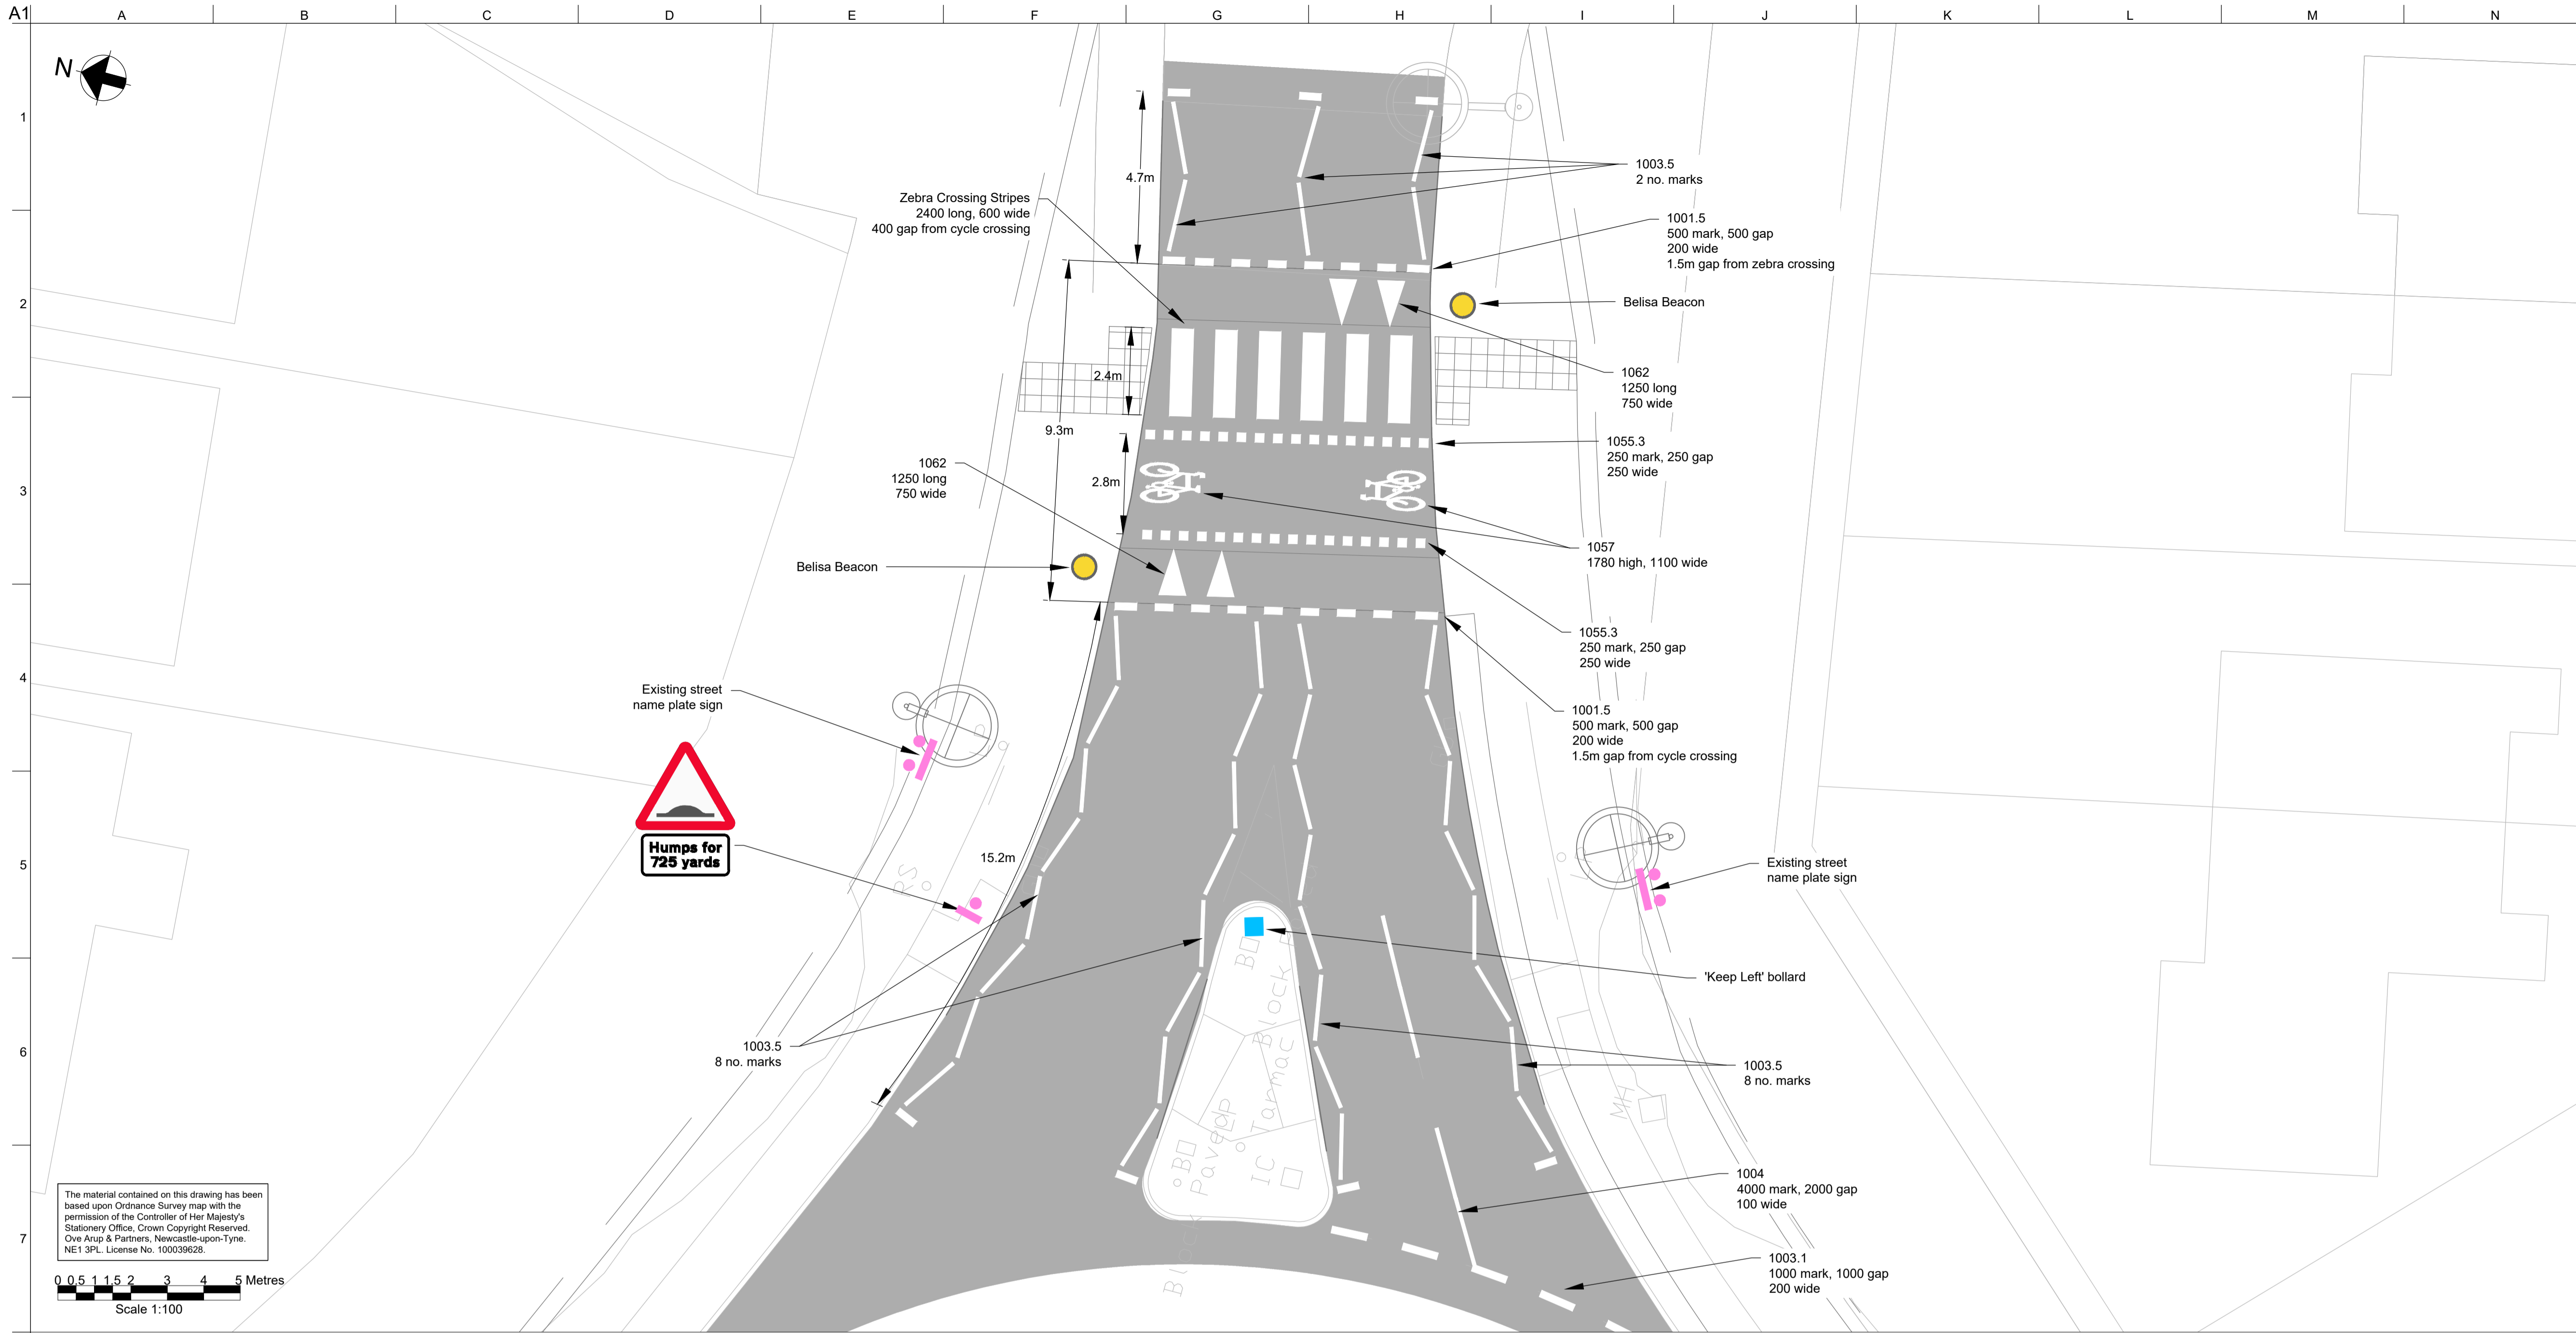 A1
A B C D E F G H I J K L M N
N
1
2
3
4
5
6
7
4.7m
1003.5
2 no. marks
Zebra Crossing Stripes
2400 long, 600 wide
400 gap from cycle crossing
1001.5
500 mark, 500 gap
200 wide
1.5m gap from zebra crossing
Belisa Beacon
2.4m
1062
1250 long
750 wide
9.3m
1055.3
250 mark, 250 gap
250 wide
1062
1250 long
750 wide
2.8m
1057
1780 high, 1100 wide
Belisa Beacon
1055.3
250 mark, 250 gap
250 wide
Existing street
name plate sign
1001.5
500 mark, 500 gap
200 wide
1.5m gap from cycle crossing
LP
Humps for
725 yards
15.2m
RS
Existing street
name plate sign
B
Block
'Keep Left' bollard
1003.5
8 no. marks
1003.5
8 no. marks
Tarmac
MH
LP
B
Paved
IC
1004
4000 mark, 2000 gap
100 wide
Block
1003.1
1000 mark, 1000 gap
200 wide
The material contained on this drawing has been
based upon Ordnance Survey map with the
permission of the Controller of Her Majesty's
Stationery Office, Crown Copyright Reserved.
Ove Arup & Partners, Newcastle-upon-Tyne.
NE1 3PL. License No. 100039628.
0 0.5 1 1.5 2 3 4 5 Metres
Scale 1:100